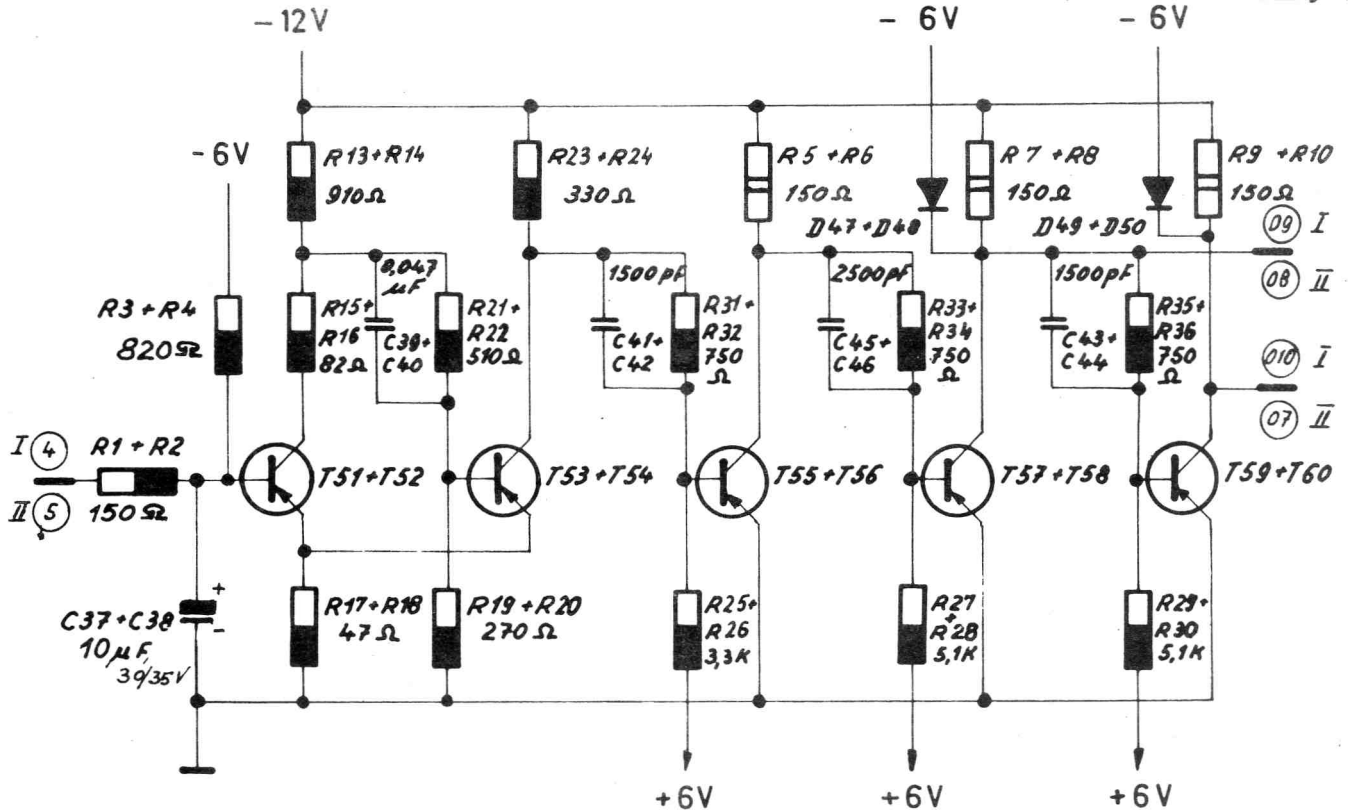 -12V
- 6V
- 6V
-6V
R13+R14
910Ω
R23+R24
330Ω
R5+R6
150Ω
R7+R8
150Ω
R9+R10
150Ω
D47+D48
D49+D50
09 I
08 II
010 I
07 II
R3+R4
820Ω
R15+
R16
82Ω
0,047
µF
C39+
C40
R21+
R22
510Ω
1500pF
C41+
C42
R31+
R32
750
Ω
2500pF
C45+
C46
R33+
R34
750
Ω
1500pF
C43+
C44
R35+
R36
750
Ω
I 4
II 5
R1+R2
150Ω
T51+T52
T53+T54
T55+T56
T57+T58
T59+T60
+
-
C37+C38
10µF,
30/35V
R17+R18
47Ω
R19+R20
270Ω
R25+
R26
3,3K
R27
+
R28
5,1K
R29+
R30
5,1K
+6V
+6V
+6V